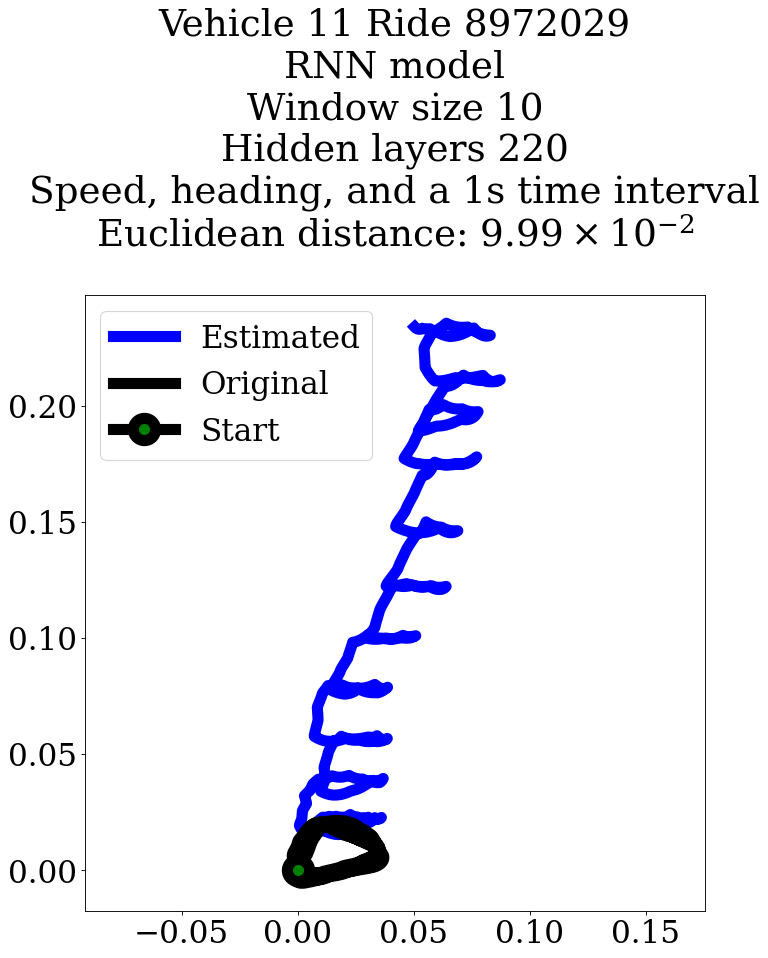 Vehicle 11 Ride 8972029
RNN model
Window size 10
Hidden layers 220
Speed, heading, and a 1s time interval
Euclidean distance: 9.99 × 10⁻²
Estimated
Original
Start
0.20
0.15
0.10
0.05
0.00
−0.05 0.00 0.05 0.10 0.15